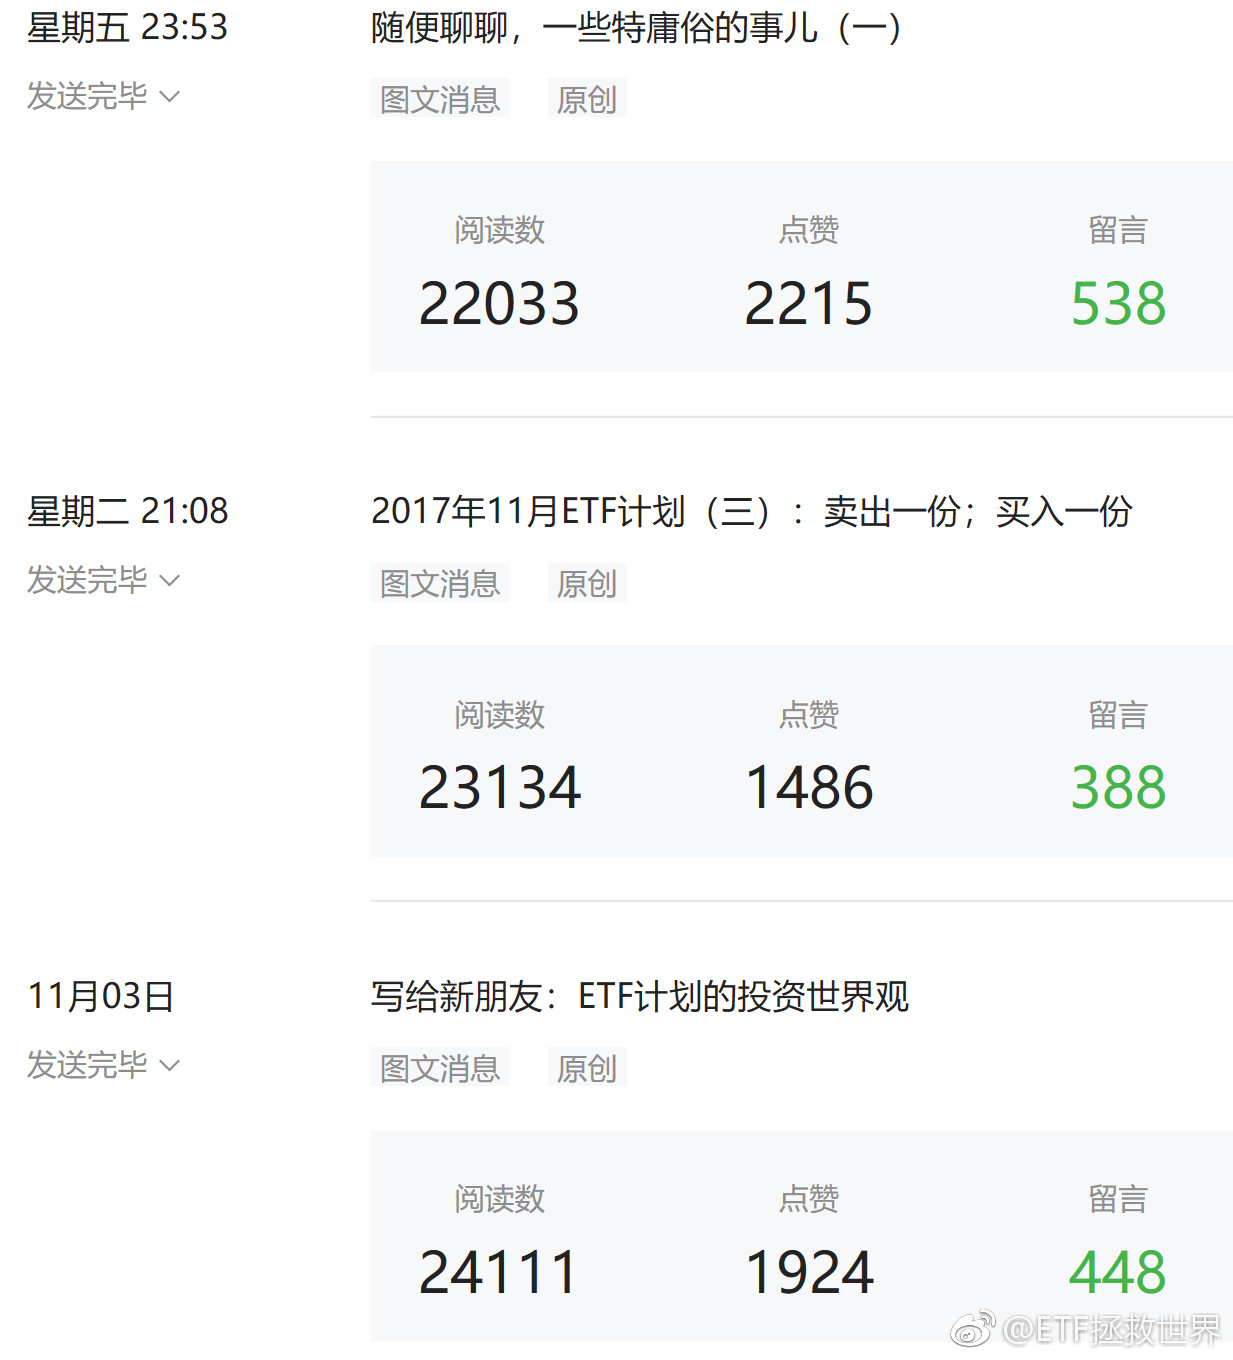 星期五 23:53
随便聊聊，一些特庸俗的事儿（一）
发送完毕
图文消息 原创
阅读数 点赞 留言
22033 2215 538
星期二 21:08
2017年11月ETF计划（三）：卖出一份；买入一份
发送完毕
图文消息 原创
阅读数 点赞 留言
23134 1486 388
11月03日
写给新朋友：ETF计划的投资世界观
发送完毕
图文消息 原创
阅读数 点赞 留言
24111 1924 448
@ETF拯救世界